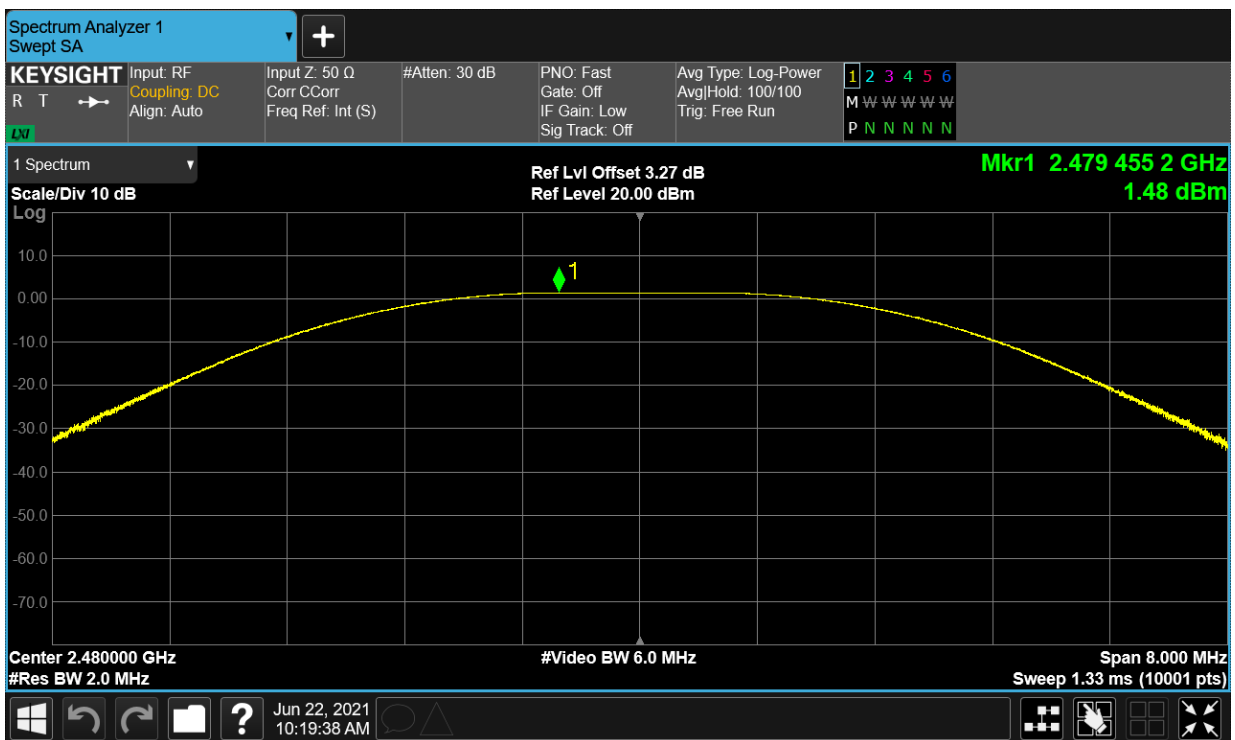 Spectrum Analyzer 1
Swept SA
KEYSIGHT
R T
LXI
Input: RF
Coupling: DC
Align: Auto
Input Z: 50 Ω
Corr CCorr
Freq Ref: Int (S)
#Atten: 30 dB
PNO: Fast
Gate: Off
IF Gain: Low
Sig Track: Off
Avg Type: Log-Power
Avg|Hold: 100/100
Trig: Free Run
1 2 3 4 5 6
M W W W W W
P N N N N N
1 Spectrum
Scale/Div 10 dB
Ref Lvl Offset 3.27 dB
Ref Level 20.00 dBm
Mkr1 2.479 455 2 GHz
1.48 dBm
Log
10.0
0.00
-10.0
-20.0
-30.0
-40.0
-50.0
-60.0
-70.0
1
Center 2.480000 GHz
#Res BW 2.0 MHz
#Video BW 6.0 MHz
Span 8.000 MHz
Sweep 1.33 ms (10001 pts)
?
Jun 22, 2021
10:19:38 AM